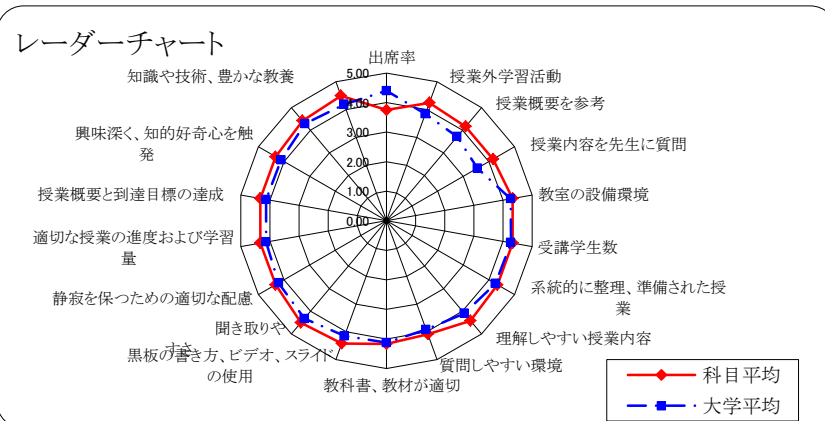 レーダーチャート
出席率
授業外学習活動
授業概要を参考
授業内容を先生に質問
教室の設備環境
受講学生数
系統的に整理、準備された授
業
理解しやすい授業内容
質問しやすい環境
教科書、教材が適切
黒板の書き方、ビデオ、スライド
の使用
聞き取りや
すさ
静寂を保つための適切な配慮
適切な授業の進度および学習
量
授業概要と到達目標の達成
興味深く、知的好奇心を触
発
知識や技術、豊かな教養
5.00
4.00
3.00
2.00
1.00
0.00
科目平均
大学平均